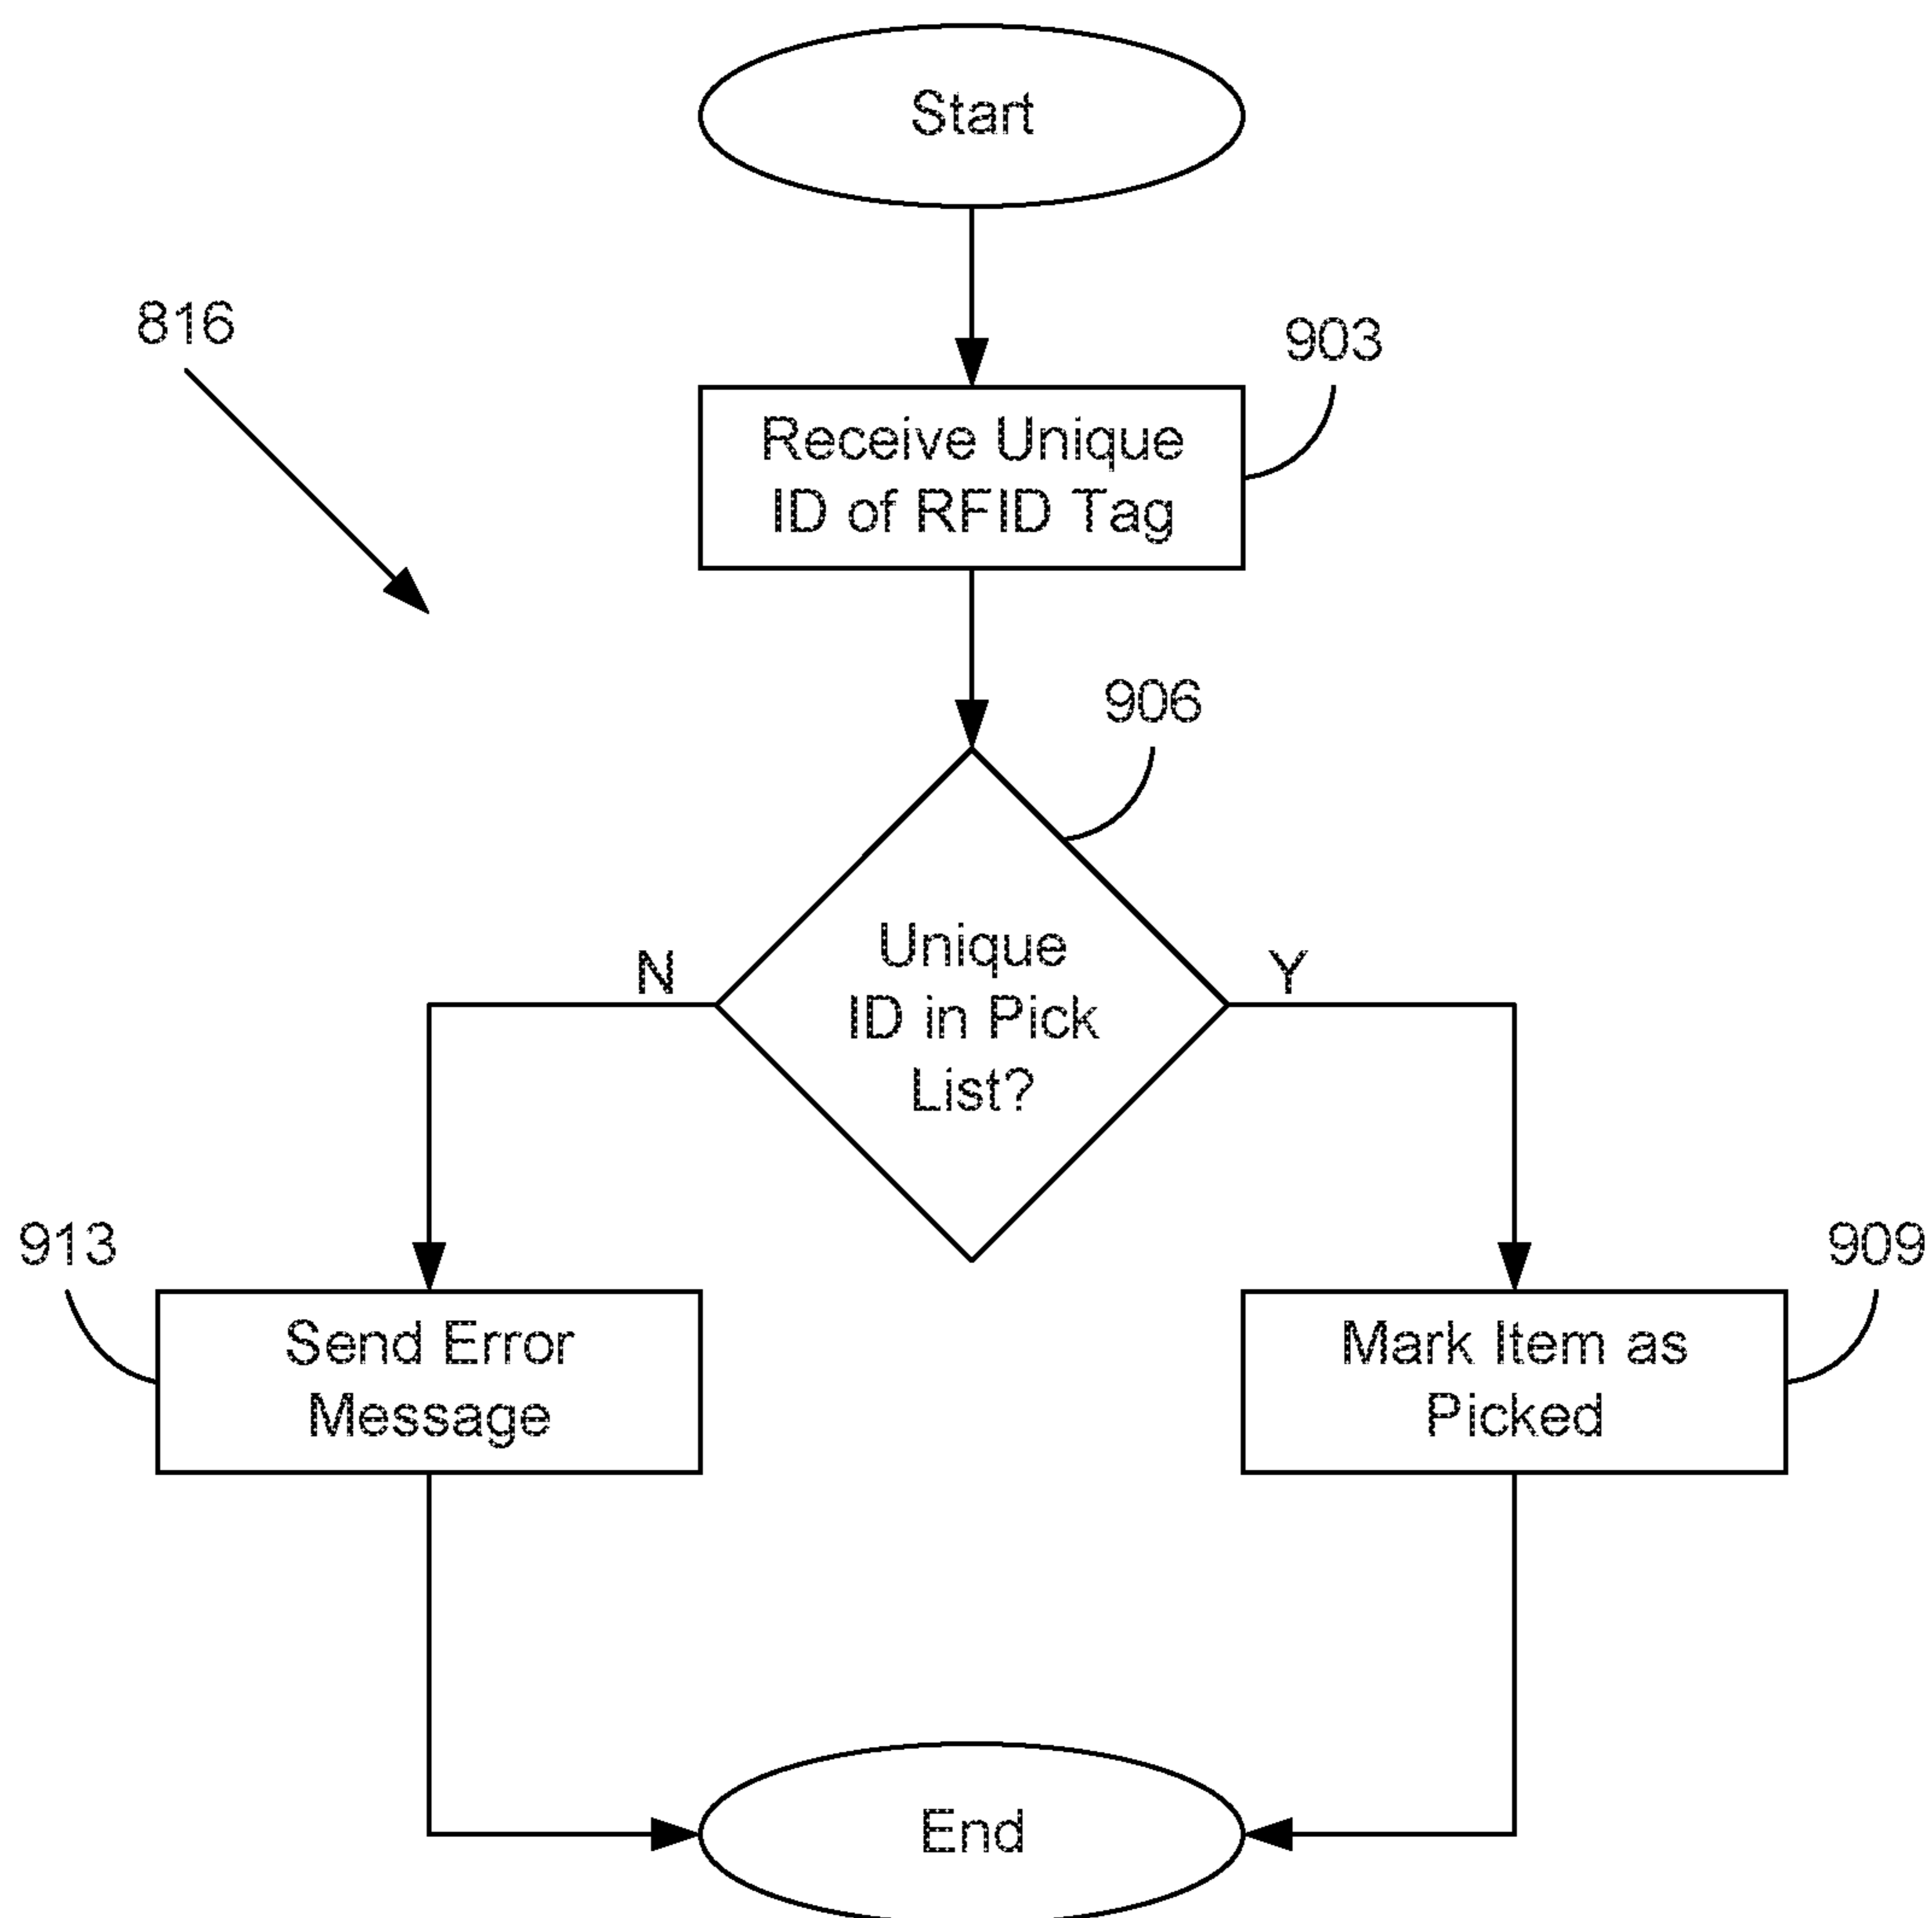 Start
816
903
Receive Unique
ID of RFID Tag
906
N
Y
Unique
ID in Pick
List?
913
909
Send Error
Message
Mark Item as
Picked
End